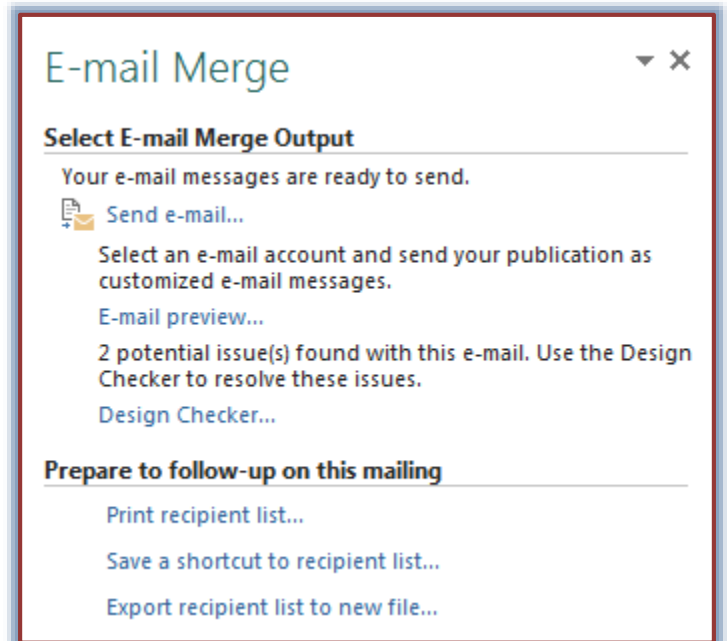 E-mail Merge
Select E-mail Merge Output
Your e-mail messages are ready to send.
Send e-mail...
Select an e-mail account and send your publication as
customized e-mail messages.
E-mail preview...
2 potential issue(s) found with this e-mail. Use the Design
Checker to resolve these issues.
Design Checker...
Prepare to follow-up on this mailing
Print recipient list...
Save a shortcut to recipient list...
Export recipient list to new file...